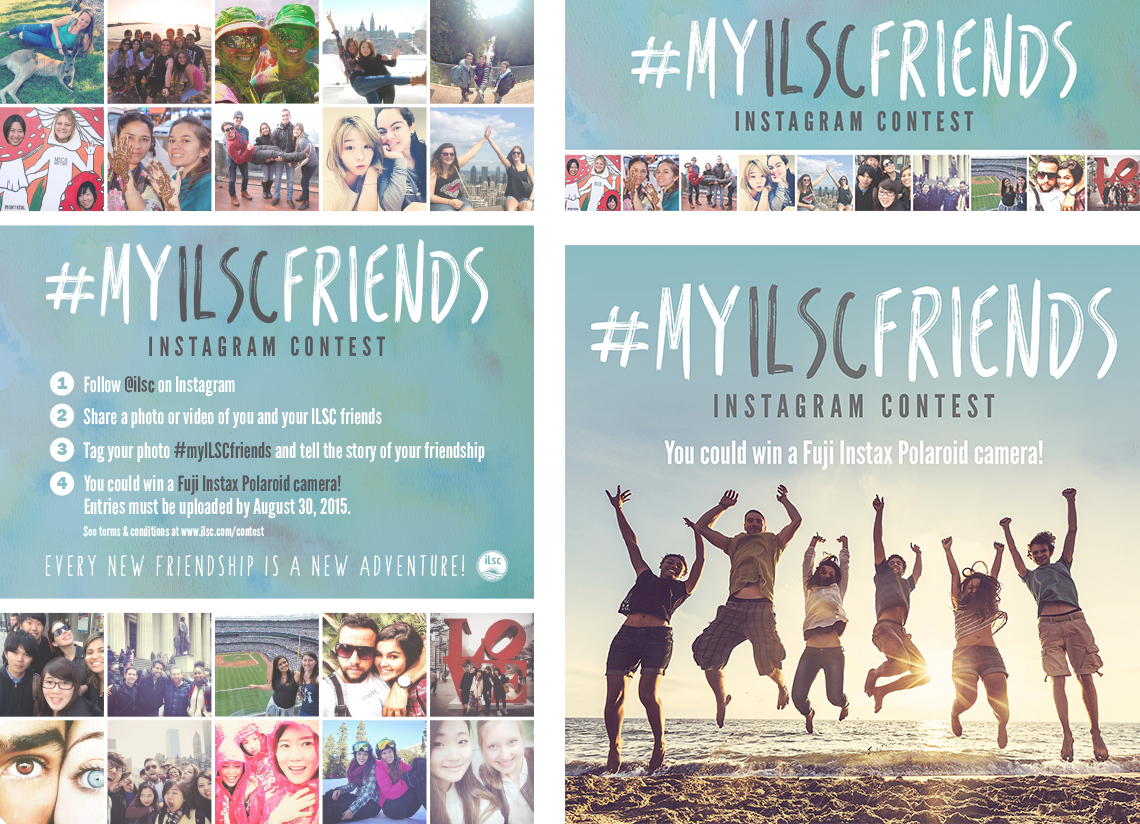 #MYILSCFRIENDS
INSTAGRAM CONTEST
1 Follow @ilsc on Instagram
2 Share a photo or video of you and your ILSC friends
3 Tag your photo #myILSCfriends and tell the story of your friendship
4 You could win a Fuji Instax Polaroid camera!
Entries must be uploaded by August 30, 2015.
See terms & conditions at www.ilsc.com/contest
EVERY NEW FRIENDSHIP IS A NEW ADVENTURE!
ilsc
LOVE
#MYILSCFRIENDS
INSTAGRAM CONTEST
LOVE
#MYILSCFRIENDS
INSTAGRAM CONTEST
You could win a Fuji Instax Polaroid camera!